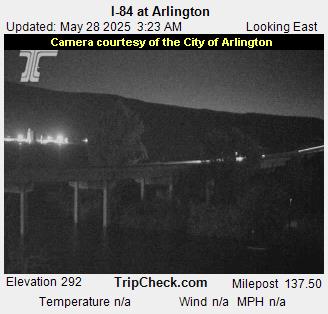 I-84 at Arlington
Updated: May 28 2025 3:23 AM Looking East
Camera courtesy of the City of Arlington
Elevation 292 TripCheck.com Milepost 137.50
Temperature n/a Wind n/a MPH n/a